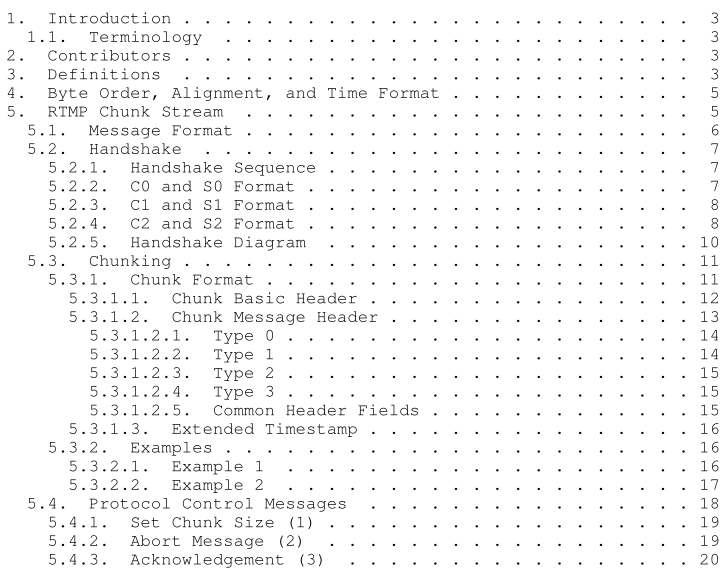 1.  Introduction . . . . . . . . . . . . . . . . . . . . . . . .  3
  1.1.  Terminology  . . . . . . . . . . . . . . . . . . . . . .  3
2.  Contributors . . . . . . . . . . . . . . . . . . . . . . . .  3
3.  Definitions  . . . . . . . . . . . . . . . . . . . . . . . .  3
4.  Byte Order, Alignment, and Time Format . . . . . . . . . . .  5
5.  RTMP Chunk Stream  . . . . . . . . . . . . . . . . . . . . .  5
  5.1.  Message Format . . . . . . . . . . . . . . . . . . . . .  6
  5.2.  Handshake  . . . . . . . . . . . . . . . . . . . . . . .  7
    5.2.1.  Handshake Sequence . . . . . . . . . . . . . . . . .  7
    5.2.2.  C0 and S0 Format . . . . . . . . . . . . . . . . . .  7
    5.2.3.  C1 and S1 Format . . . . . . . . . . . . . . . . . .  8
    5.2.4.  C2 and S2 Format . . . . . . . . . . . . . . . . . .  8
    5.2.5.  Handshake Diagram  . . . . . . . . . . . . . . . . . 10
  5.3.  Chunking . . . . . . . . . . . . . . . . . . . . . . . . 11
    5.3.1.  Chunk Format . . . . . . . . . . . . . . . . . . . . 11
      5.3.1.1.  Chunk Basic Header . . . . . . . . . . . . . . . 12
      5.3.1.2.  Chunk Message Header . . . . . . . . . . . . . . 13
        5.3.1.2.1.  Type 0 . . . . . . . . . . . . . . . . . . . 14
        5.3.1.2.2.  Type 1 . . . . . . . . . . . . . . . . . . . 14
        5.3.1.2.3.  Type 2 . . . . . . . . . . . . . . . . . . . 15
        5.3.1.2.4.  Type 3 . . . . . . . . . . . . . . . . . . . 15
        5.3.1.2.5.  Common Header Fields . . . . . . . . . . . . 15
      5.3.1.3.  Extended Timestamp . . . . . . . . . . . . . . . 16
    5.3.2.  Examples . . . . . . . . . . . . . . . . . . . . . . 16
      5.3.2.1.  Example 1  . . . . . . . . . . . . . . . . . . . 16
      5.3.2.2.  Example 2  . . . . . . . . . . . . . . . . . . . 17
  5.4.  Protocol Control Messages  . . . . . . . . . . . . . . . 18
    5.4.1.  Set Chunk Size (1) . . . . . . . . . . . . . . . . . 19
    5.4.2.  Abort Message (2)  . . . . . . . . . . . . . . . . . 19
    5.4.3.  Acknowledgement (3)  . . . . . . . . . . . . . . . . 20